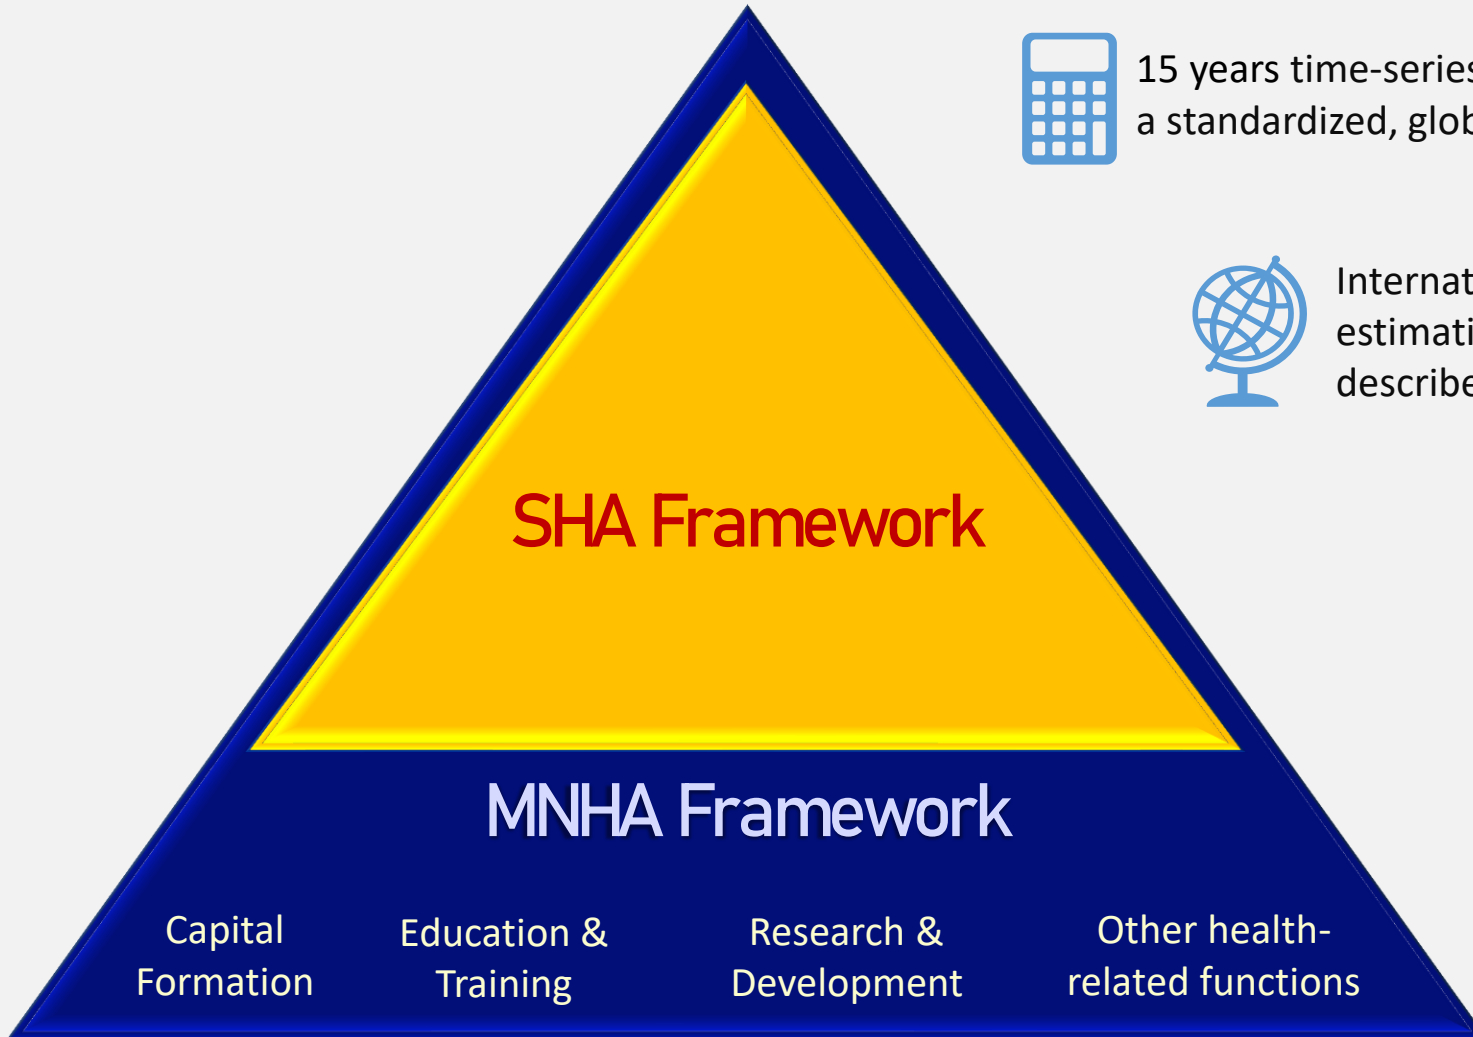 15 years time-series
a standardized, glob
Internat
estimati
describe
SHA Framework
MNHA Framework
Capital
Formation
Education &
Training
Research &
Development
Other health-
related functions